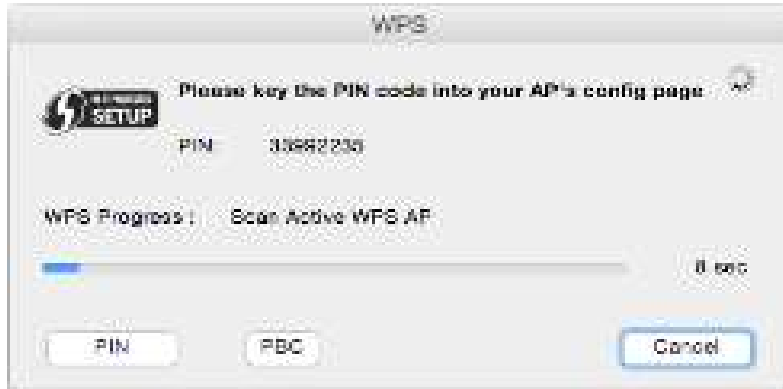 WPS
Please key the PIN code into your AP's config page
SETUP
PIN
WPS Progress : Scan Active WPS AP
8 sec
PIN PBC Cancel